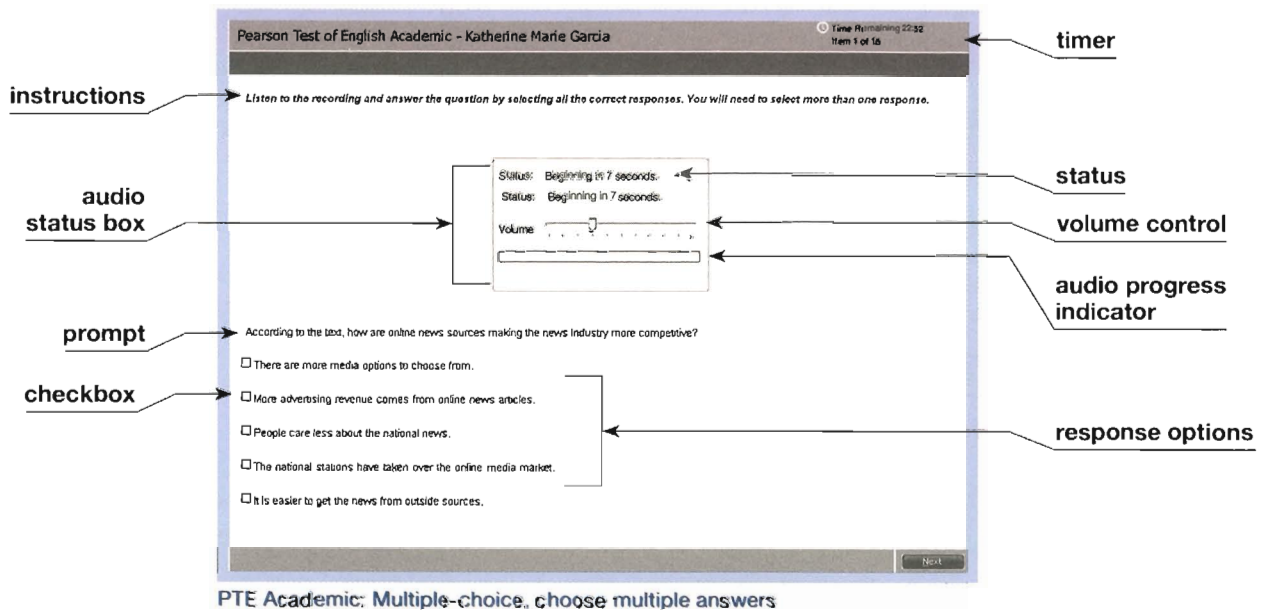 Pearson Test of English Academic - Katherine Marie Garcia
Time Remaining 22:52
Item 1 of 16
timer
instructions
Listen to the recording and answer the question by selecting all the correct responses. You will need to select more than one response.
audio
status box
Status: Beginning in 7 seconds.
status
Status: Beginning in 7 seconds.
Volume
volume control
audio progress
indicator
prompt
According to the text, how are online news sources making the news industry more competitive?
There are more media options to choose from.
checkbox
More advertising revenue comes from online news articles.
People care less about the national news.
response options
The national stations have taken over the online media market.
It is easier to get the news from outside sources.
Next
PTE Academic: Multiple-choice, choose multiple answers